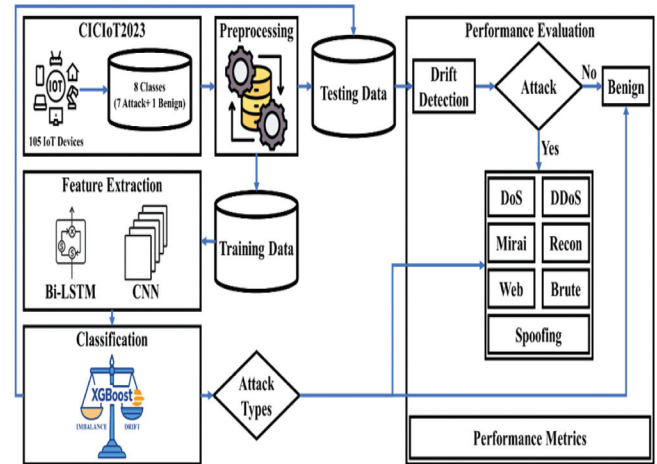 CICIoT2023
IOT
8 Classes
(7 Attack+ 1 Benign)
105 IoT Devices
Preprocessing
Testing Data
Performance Evaluation
Drift
Detection
Attack
No
Benign
Yes
DoS
DDoS
Mirai
Recon
Web
Brute
Spoofing
Feature Extraction
Bi-LSTM
CNN
Training Data
Classification
XGBoost
IMBALANCE
DRIFT
Attack
Types
Performance Metrics